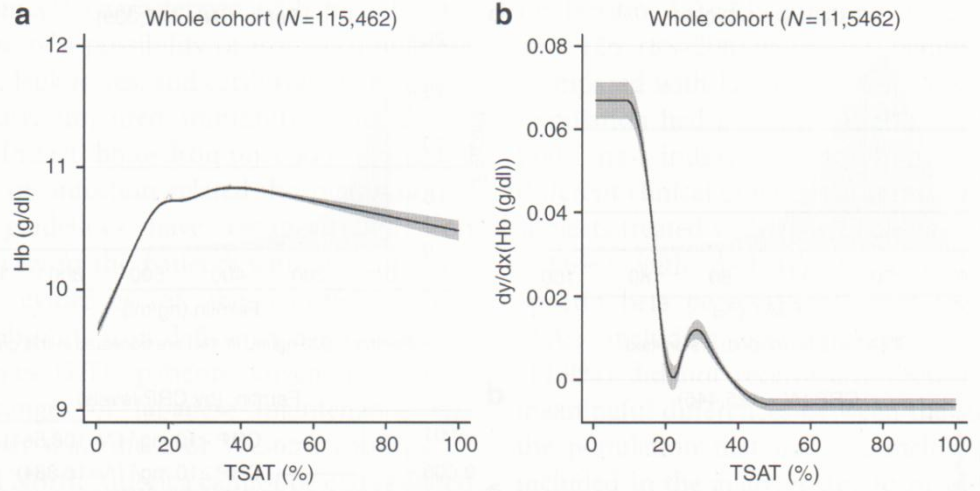 a
Whole cohort (N=115,462)
12
11
10
9
Hb (g/dl)
0
20
40
60
80
100
TSAT (%)
b
Whole cohort (N=11,5462)
0.08
0.06
0.04
0.02
0
dy/dx(Hb (g/dl))
0
20
40
60
80
100
TSAT (%)